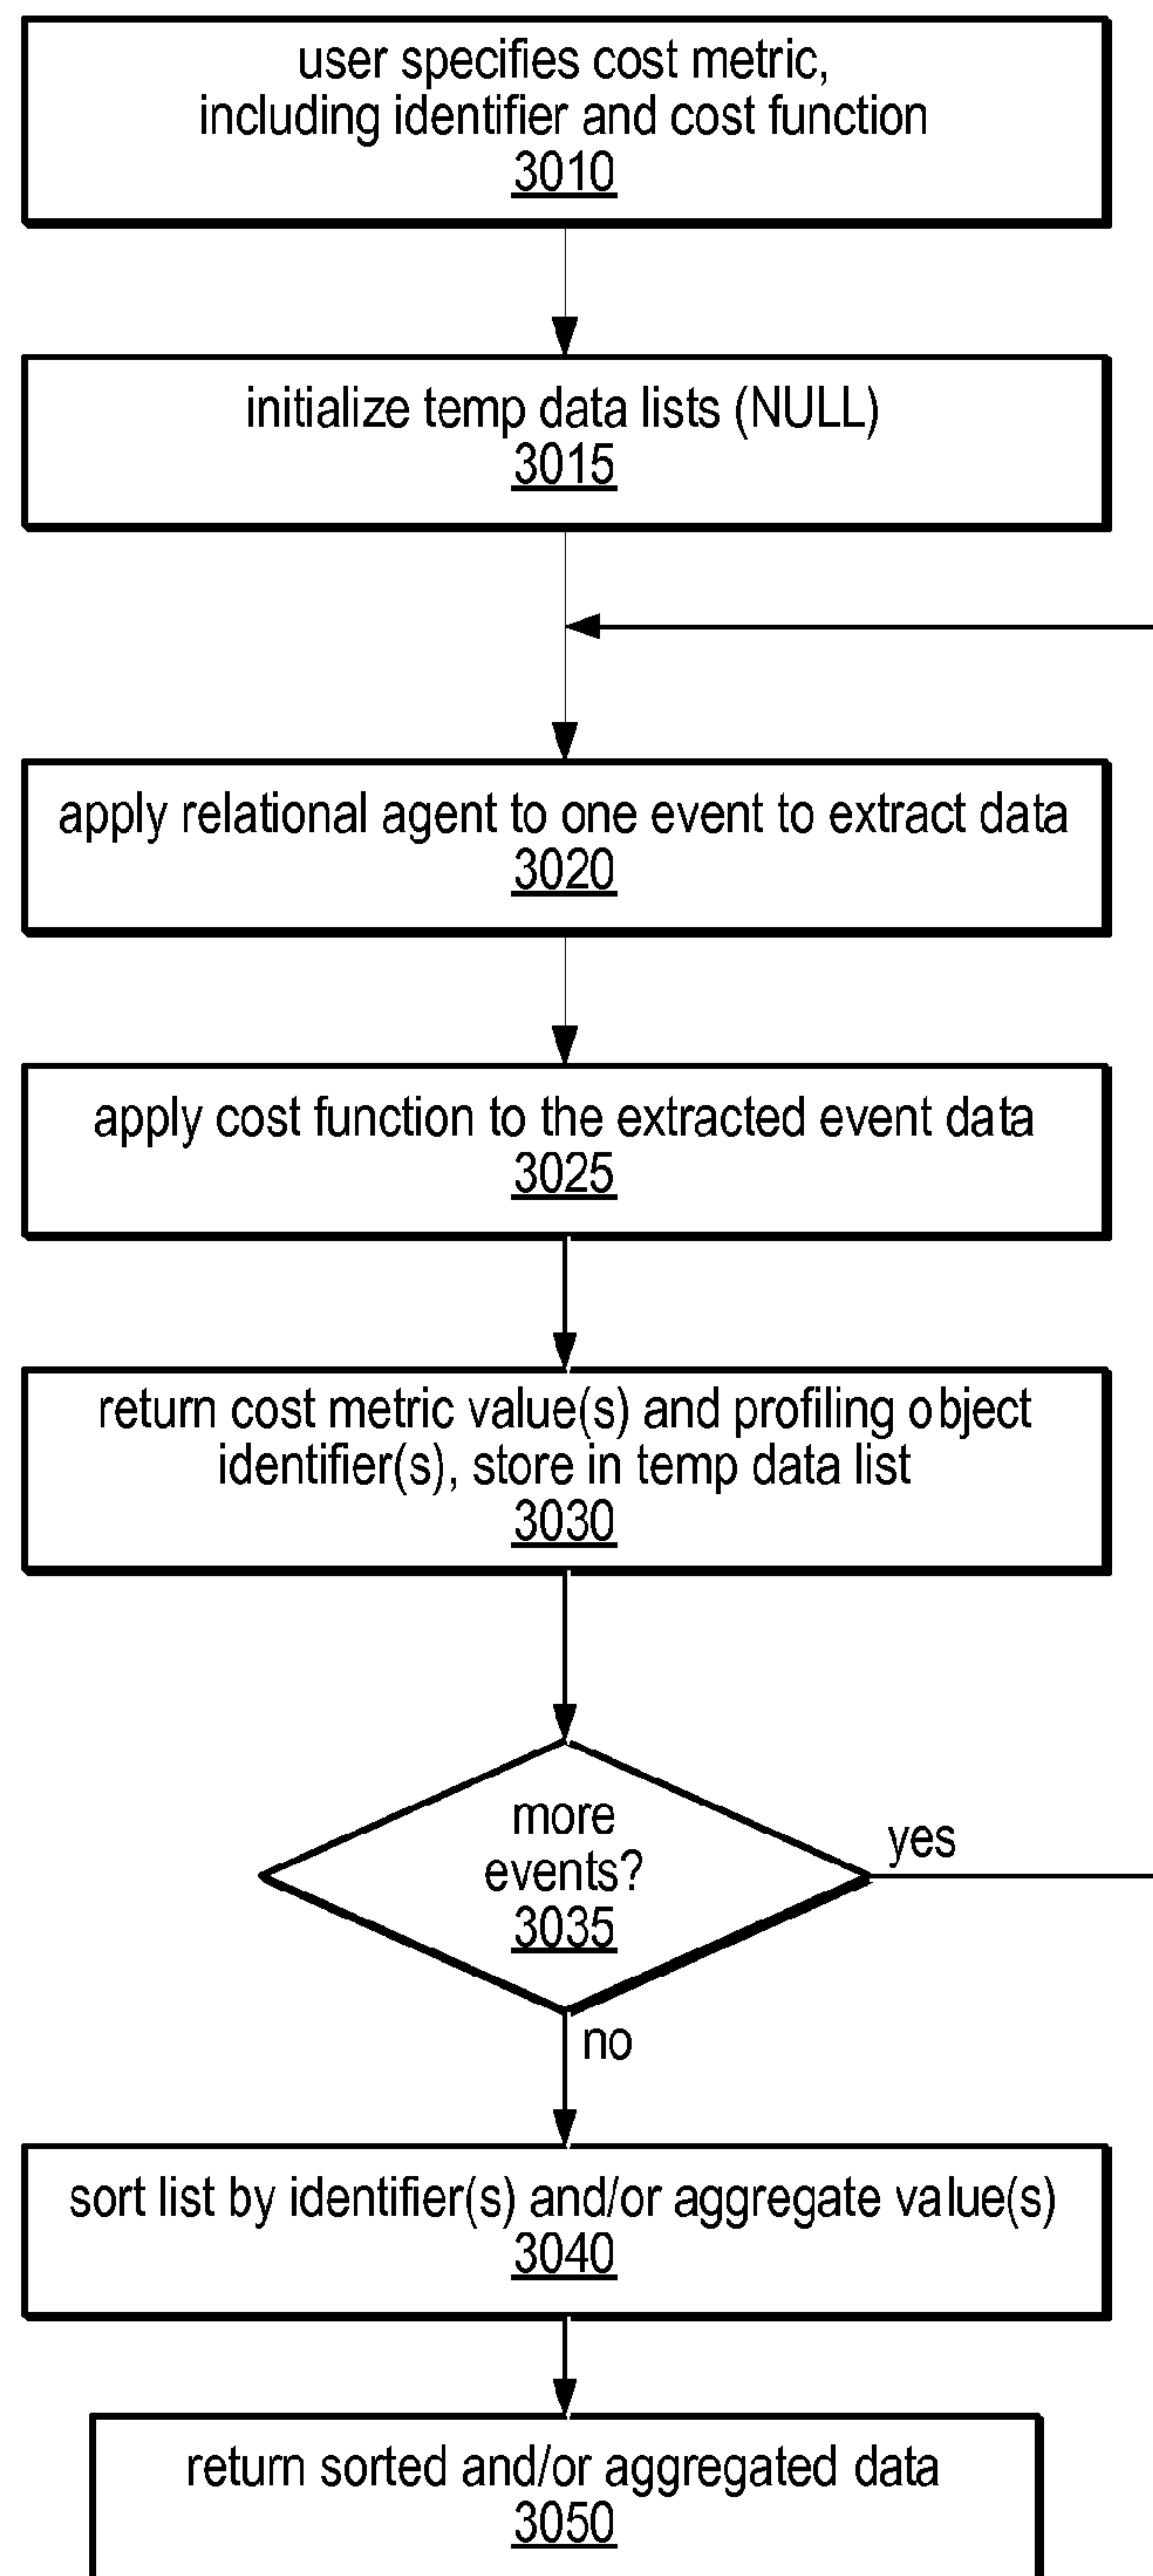 user specifies cost metric,
including identifier and cost function
3010
initialize temp data lists (NULL)
3015
apply relational agent to one event to extract data
3020
apply cost function to the extracted event data
3025
return cost metric value(s) and profiling object
identifier(s), store in temp data list
3030
more
events?
3035
yes
no
sort list by identifier(s) and/or aggregate value(s)
3040
return sorted and/or aggregated data
3050